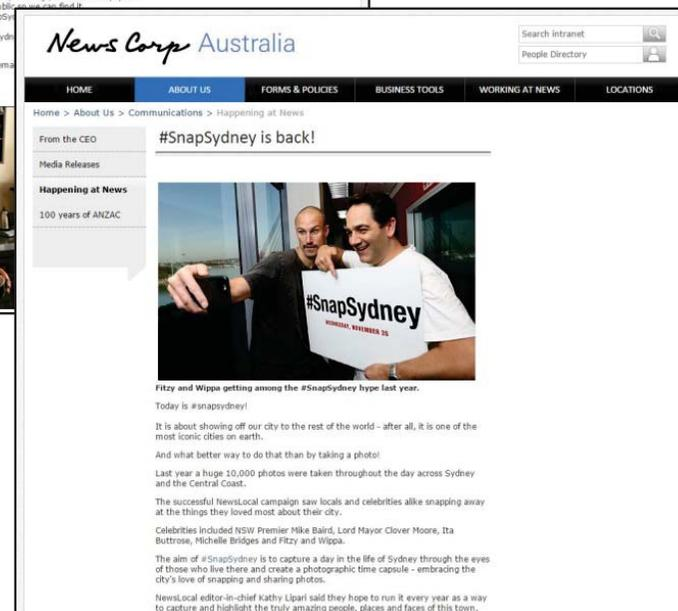 blic so we can find it.
News Corp Australia
Search intranet
People Directory
HOME
ABOUT US
FORMS & POLICIES
BUSINESS TOOLS
WORKING AT NEWS
LOCATIONS
Home > About Us > Communications > Happening at News
From the CEO
Media Releases
Happening at News
100 years of ANZAC
#SnapSydney is back!
#SnapSydney
WEDNESDAY, NOVEMBER 26
Fitzy and Wippa getting among the #SnapSydney hype last year.
Today is #snapsydney!
It is about showing off our city to the rest of the world - after all, it is one of the
most iconic cities on earth.
And what better way to do that than by taking a photo!
Last year a huge 10,000 photos were taken throughout the day across Sydney
and the Central Coast.
The successful NewsLocal campaign saw locals and celebrities alike snapping away
at the things they loved most about their city.
Celebrities included NSW Premier Mike Baird, Lord Mayor Clover Moore, Ita
Buttrose, Michelle Bridges and Fitzy and Wippa.
The aim of #SnapSydney is to capture a day in the life of Sydney through the eyes
of those who live there and create a photographic time capsule - embracing the
city's love of snapping and sharing photos.
NewsLocal editor-in-chief Kathy Lipari said they hope to run it every year as a way
to capture and highlight the truly amazing people, places and faces of this town.